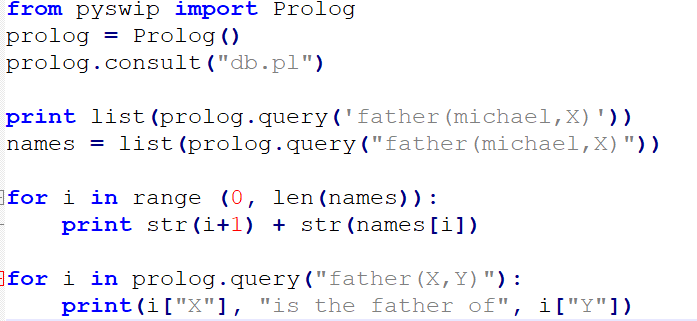 from pyswip import Prolog
prolog = Prolog()
prolog.consult("db.pl")
print list(prolog.query('father(michael,X)'))
names = list(prolog.query("father(michael,X)"))
for i in range (0, len(names)):
print str(i+1) + str(names[i])
for i in prolog.query("father(X,Y)"):
print(i["X"], "is the father of", i["Y"])